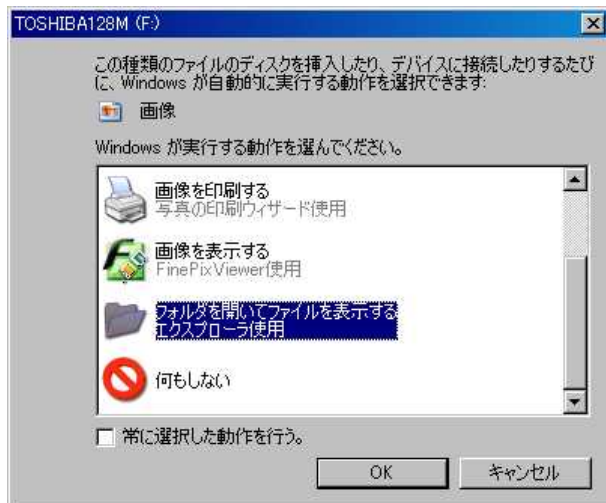 TOSHIBA128M (F:)
この種類のファイルのディスクを挿入したり、デバイスに接続したりするたび
に、Windows が自動的に実行する動作を選択できます:
画像
Windows が実行する動作を選んでください。
画像を印刷する
写真の印刷ウィザード使用
画像を表示する
FinePixViewer使用
フォルダを開いてファイルを表示する
エクスプローラ使用
何もしない
常に選択した動作を行う。
OK
キャンセル